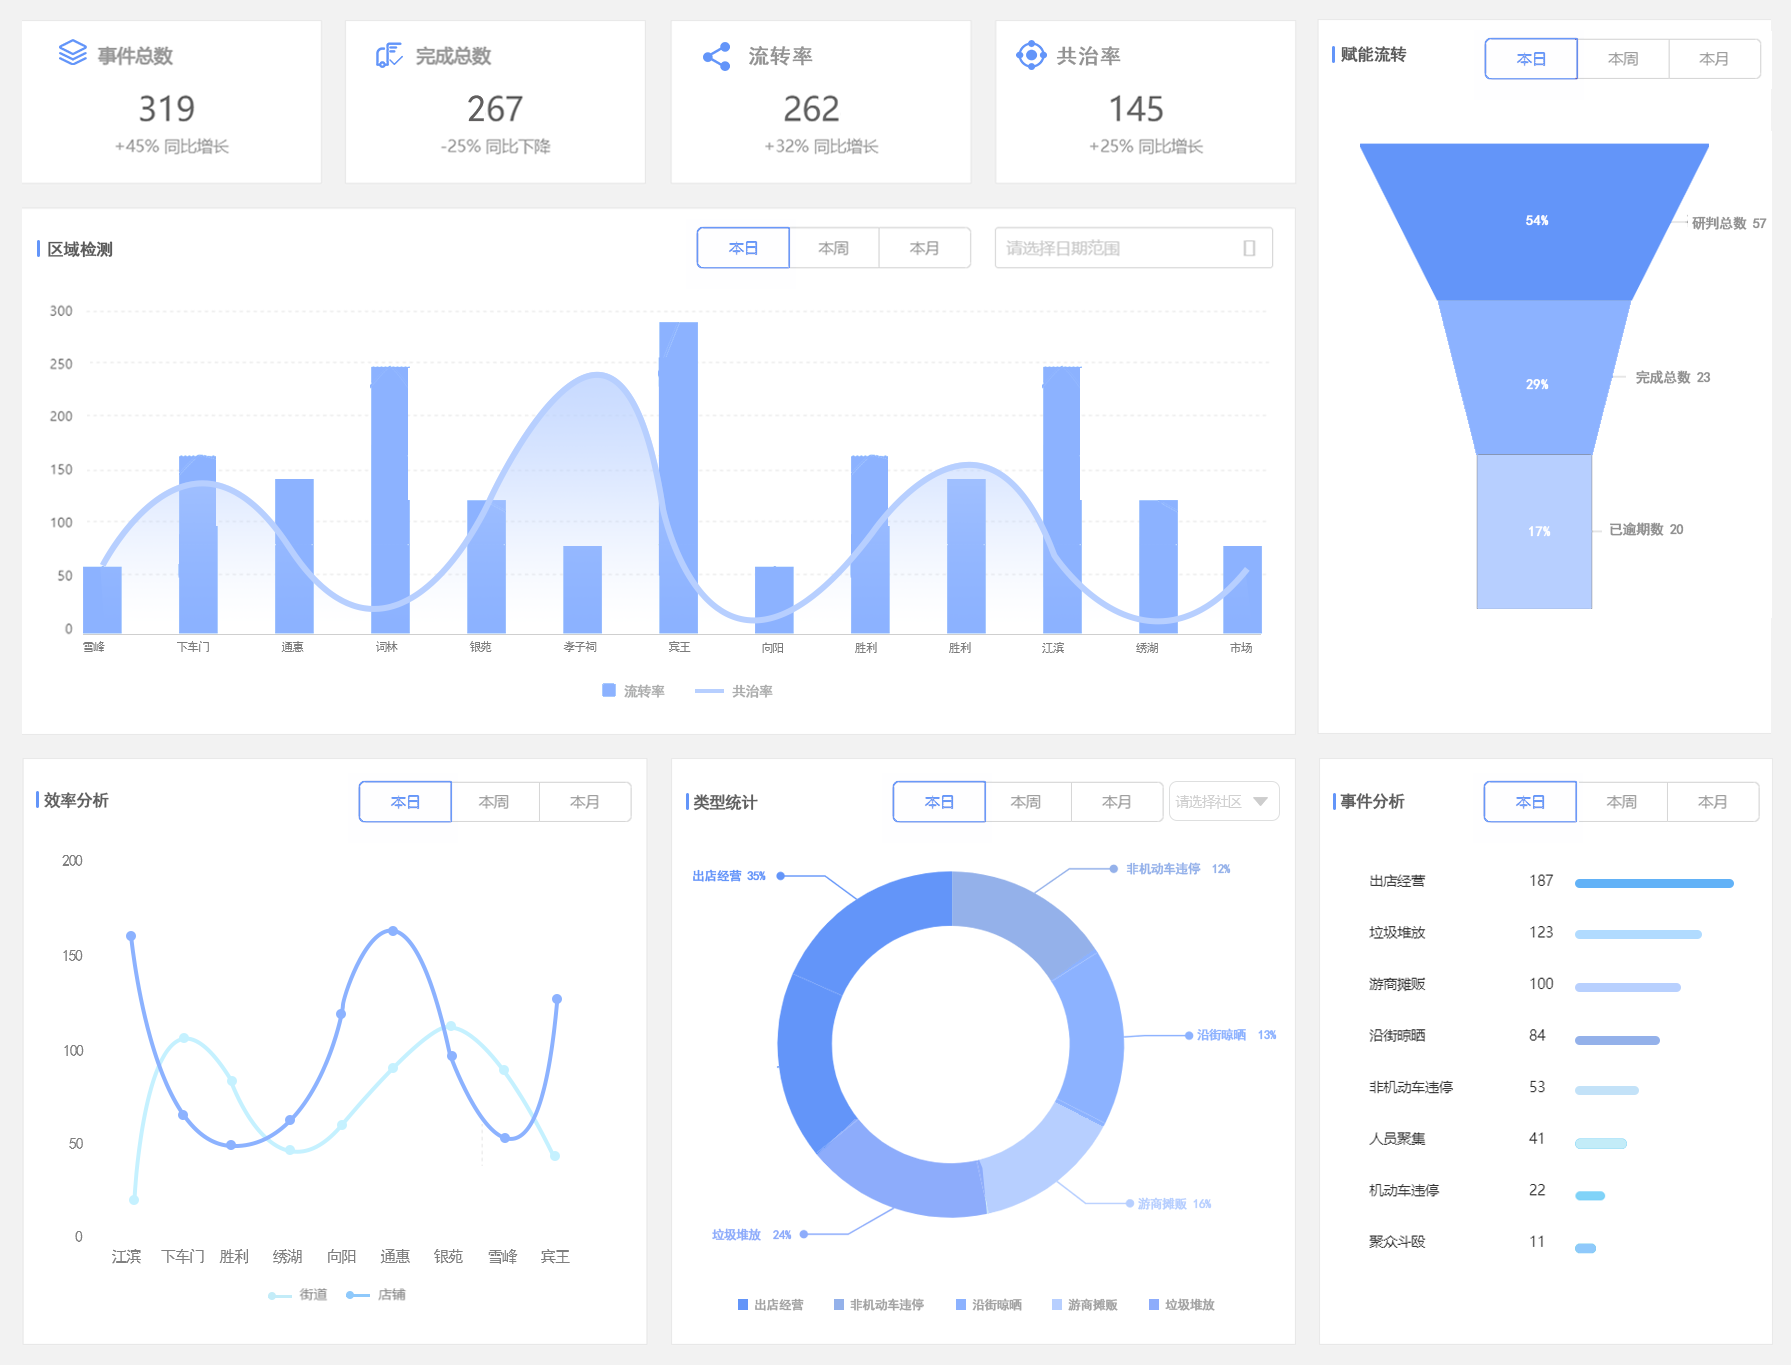 事件总数
319
+45% 同比增长
完成总数
267
-25% 同比下降
流转率
262
+32% 同比增长
共治率
145
+25% 同比增长
赋能流转
本日 本周 本月
54%
研判总数 57
29%
完成总数 23
17%
已逾期数 20
区域检测
本日 本周 本月
请选择日期范围
300
250
200
150
100
50
0
雪峰 下车门 通惠 词林 银苑 孝子祠 宾王 向阳 胜利 胜利 江滨 绣湖 市场
流转率 共治率
效率分析
本日 本周 本月
200
150
100
50
0
江滨 下车门 胜利 绣湖 向阳 通惠 银苑 雪峰 宾王
街道 店铺
类型统计
本日 本周 本月
请选择社区
出店经营 35%
非机动车违停 12%
沿街晾晒 13%
游商摊贩 16%
垃圾堆放 24%
出店经营 非机动车违停 沿街晾晒 游商摊贩 垃圾堆放
事件分析
本日 本周 本月
出店经营 187
垃圾堆放 123
游商摊贩 100
沿街晾晒 84
非机动车违停 53
人员聚集 41
机动车违停 22
聚众斗殴 11